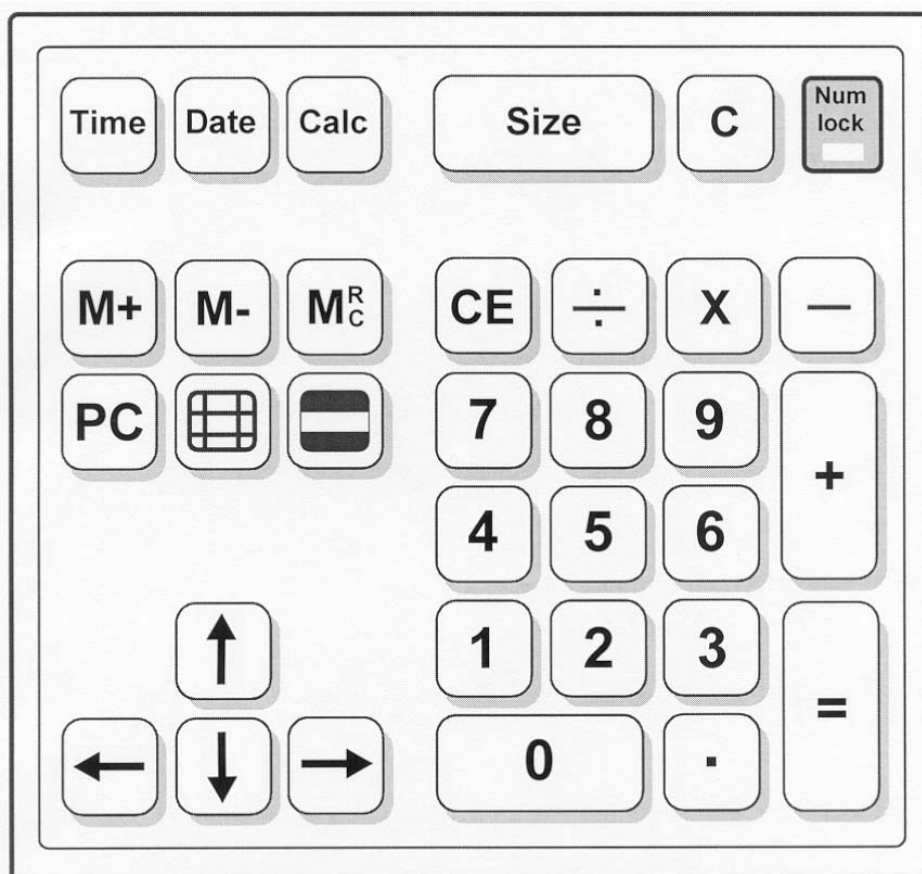 Time Date Calc Size C Num lock
M+ M- MRC CE ÷ X —
PC 7 8 9 +
4 5 6
↑ 1 2 3 =
← ↓ → 0 .